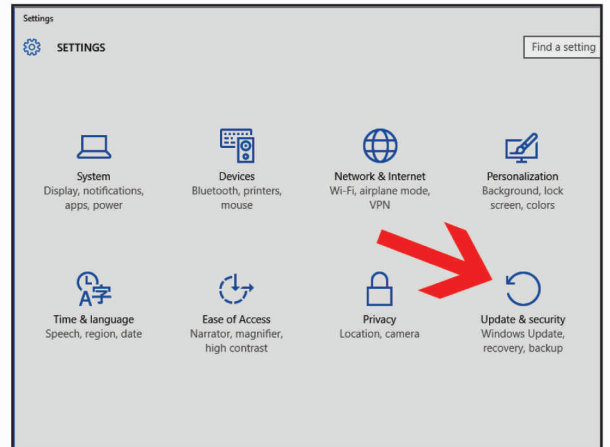 Settings
SETTINGS
Find a setting
System
Display, notifications,
apps, power
Devices
Bluetooth, printers,
mouse
Network & Internet
Wi-Fi, airplane mode,
VPN
Personalization
Background, lock
screen, colors
Time & language
Speech, region, date
Ease of Access
Narrator, magnifier,
high contrast
Privacy
Location, camera
Update & security
Windows Update,
recovery, backup